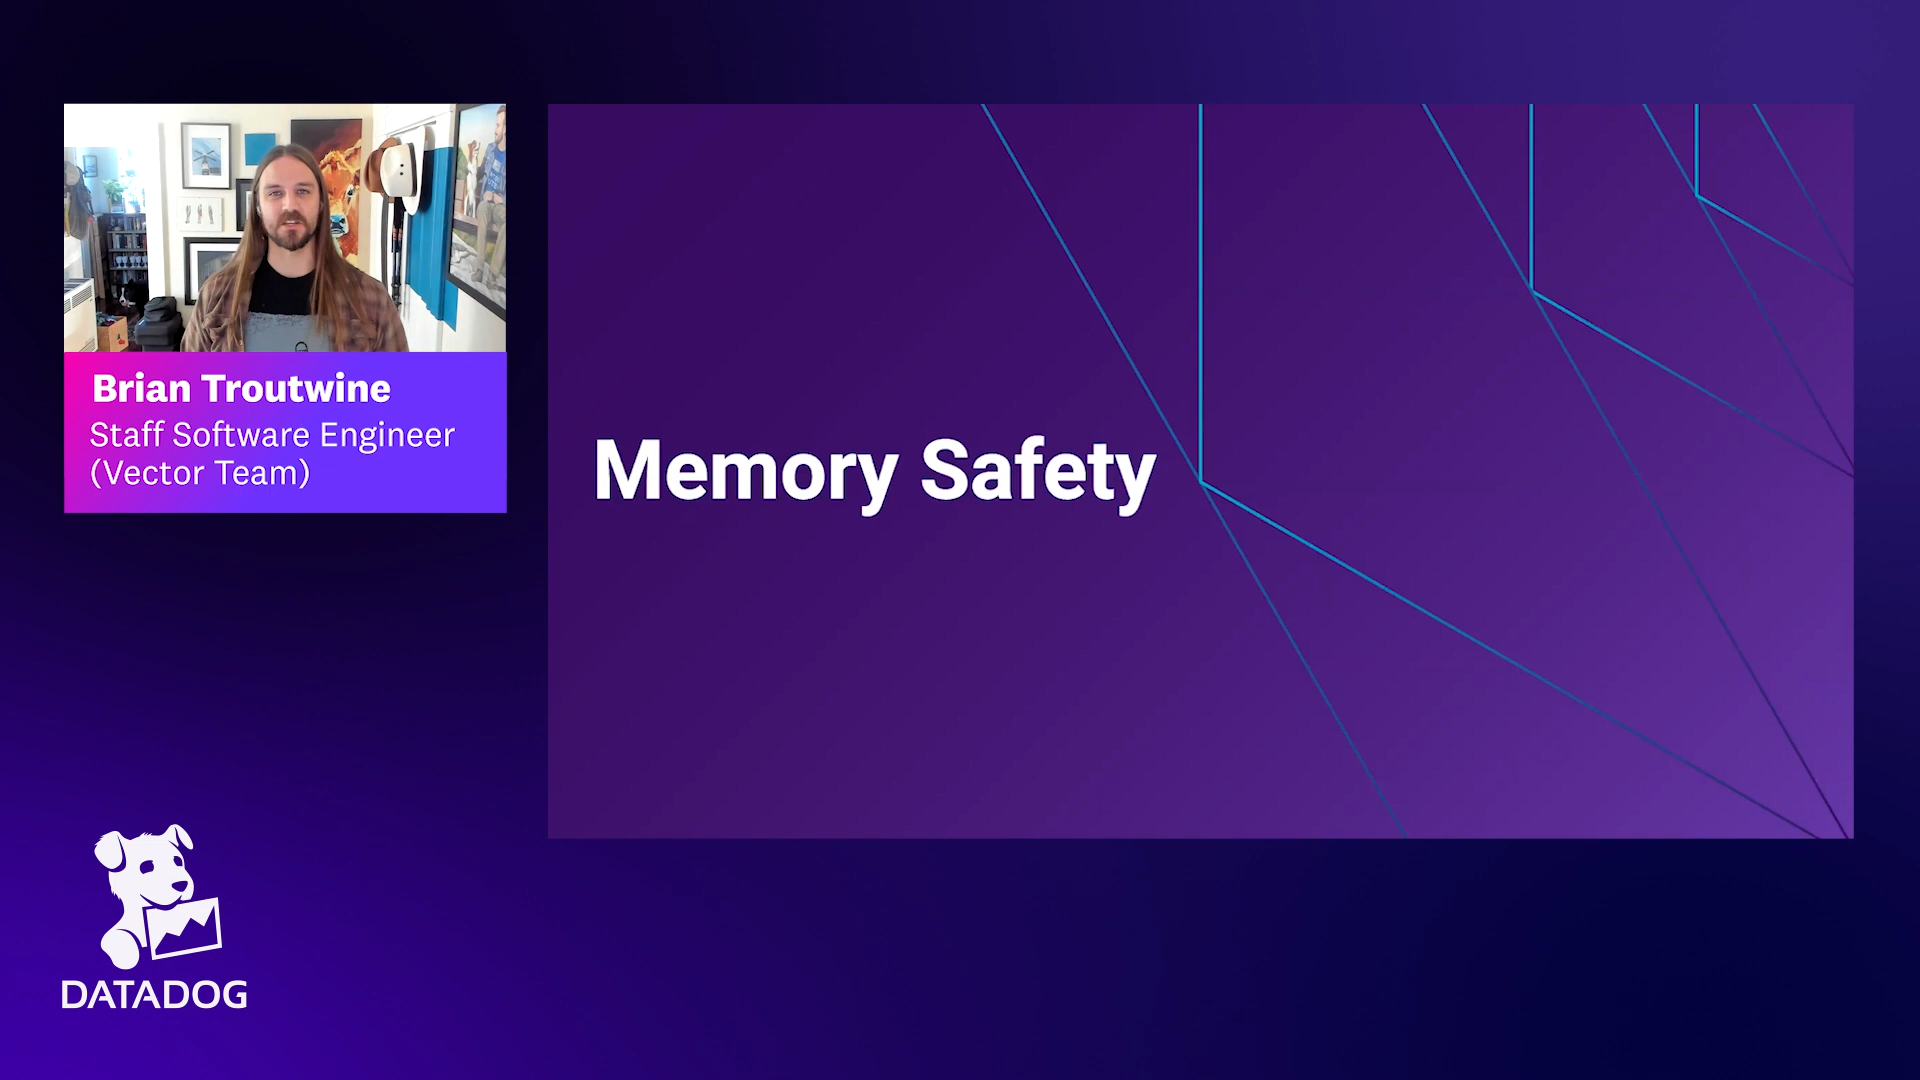 Brian Troutwine
Staff Software Engineer
(Vector Team)
Memory Safety
DATADOG